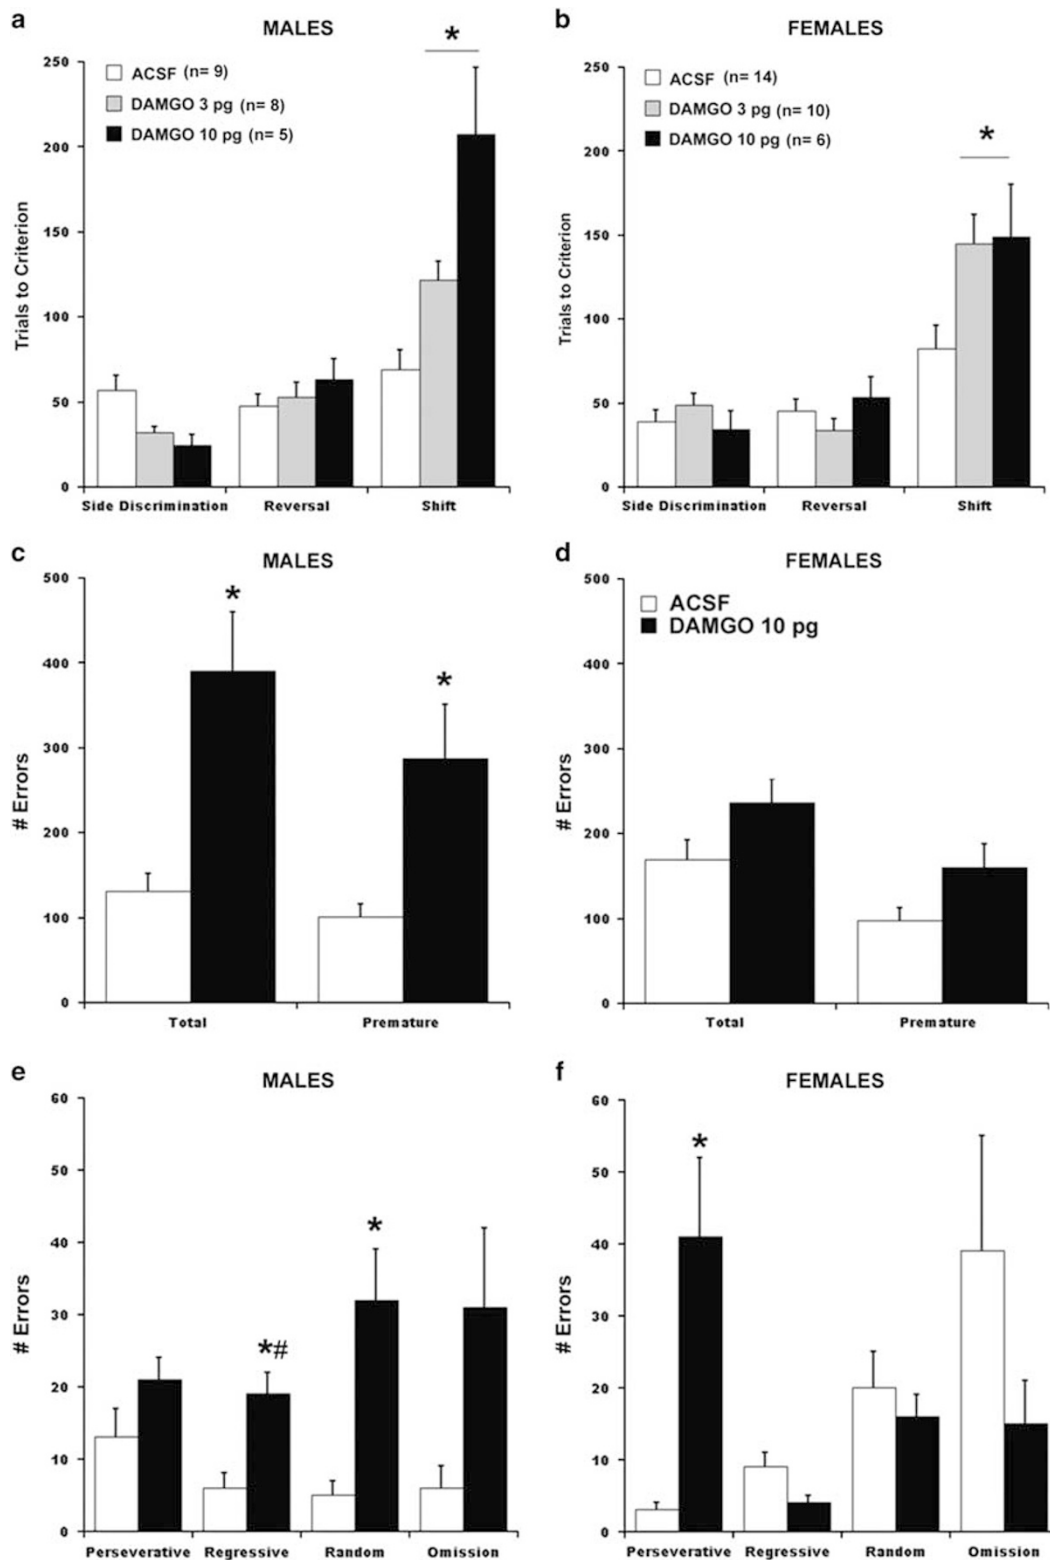 a
MALES
*
250
200
150
100
50
0
Trials to Criterion
ACSF (n= 9)
DAMGO 3 pg (n= 8)
DAMGO 10 pg (n= 5)
Side Discrimination Reversal Shift
b
FEMALES
*
250
200
150
100
50
0
Trials to Criterion
ACSF (n= 14)
DAMGO 3 pg (n= 10)
DAMGO 10 pg (n= 6)
Side Discrimination Reversal Shift
c
MALES
500
400
300
200
100
0
# Errors
*
*
Total Premature
d
FEMALES
500
400
300
200
100
0
# Errors
ACSF
DAMGO 10 pg
Total Premature
e
MALES
60
50
40
30
20
10
0
# Errors
*#
*
Perseverative Regressive Random Omission
f
FEMALES
60
50
40
30
20
10
0
# Errors
*
Perseverative Regressive Random Omission